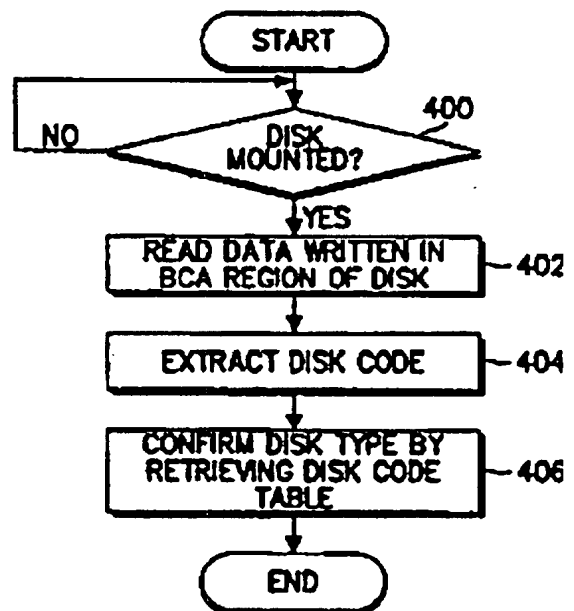 START
400
NO
DISK
MOUNTED?
YES
READ DATA WRITTEN IN
BCA REGION OF DISK
402
EXTRACT DISK CODE
404
CONFIRM DISK TYPE BY
RETRIEVING DISK CODE
TABLE
406
END